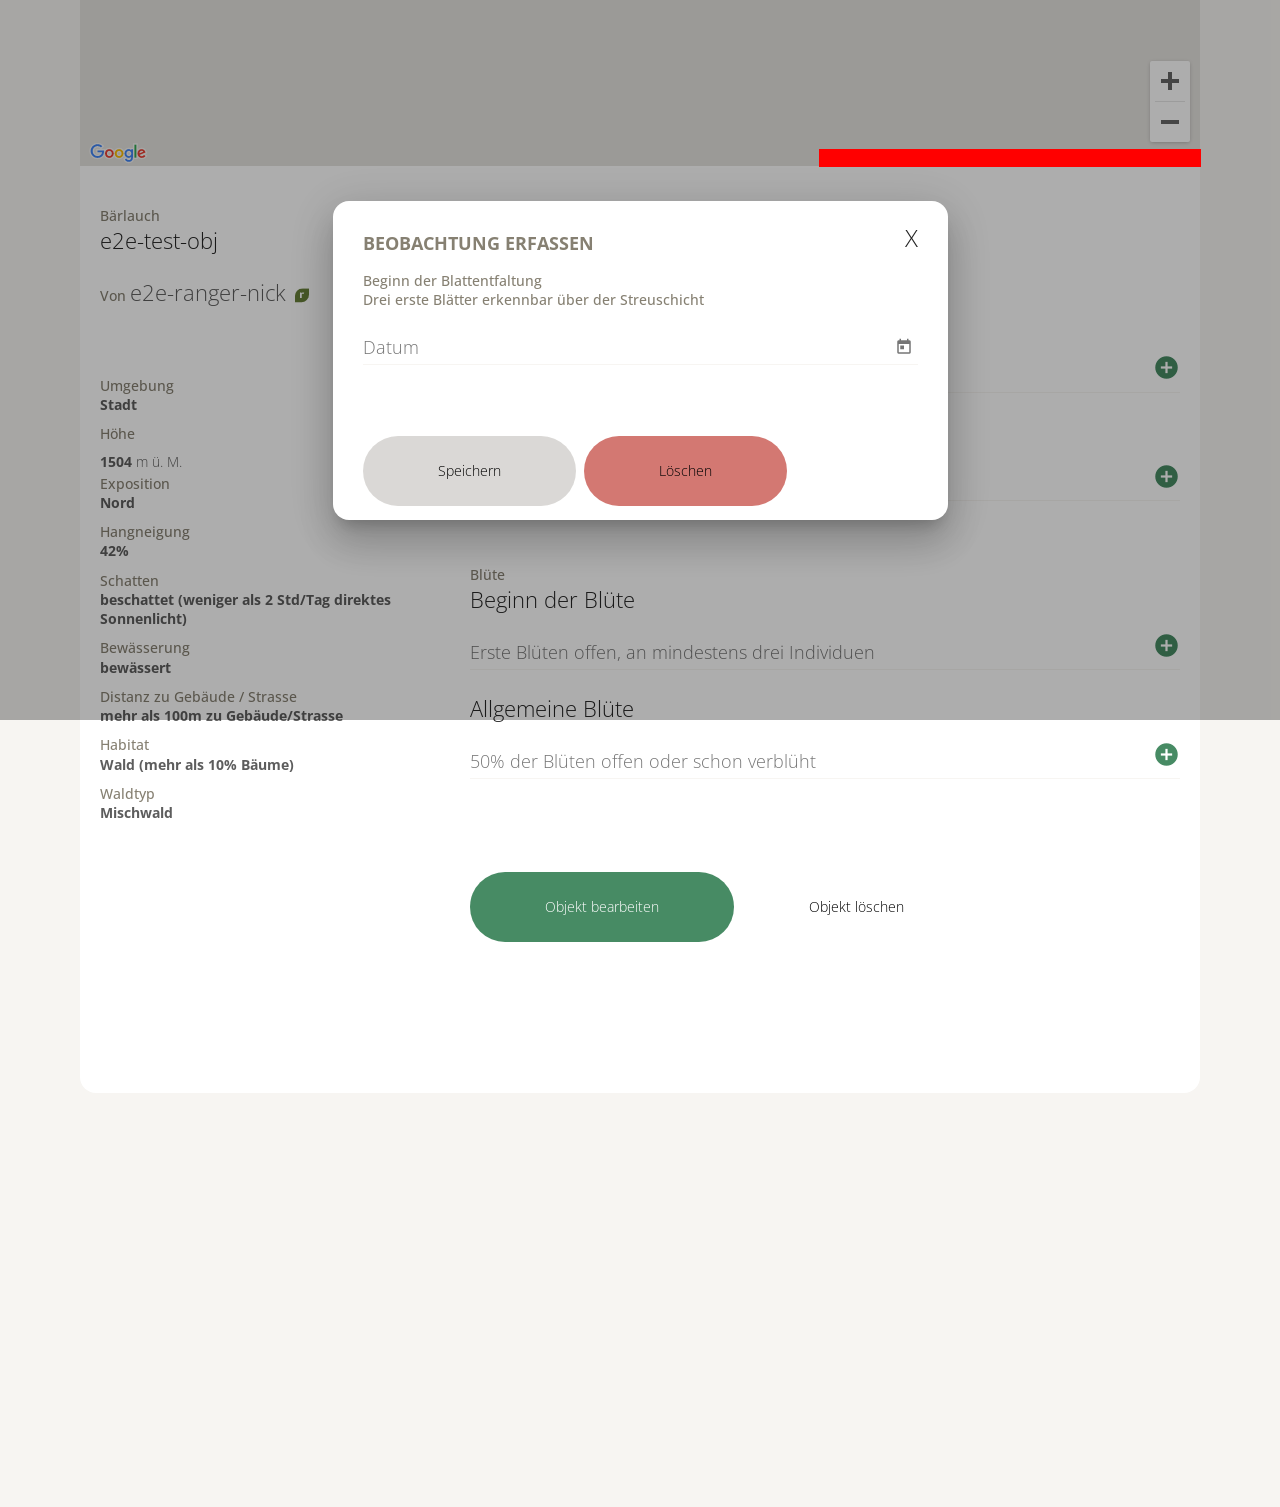 Google
Bärlauch
e2e-test-obj
Von e2e-ranger-nick
Umgebung
Stadt
Höhe
1504 m ü. M.
Exposition
Nord
Hangneigung
42%
Schatten
beschattet (weniger als 2 Std/Tag direktes
Sonnenlicht)
Bewässerung
bewässert
Distanz zu Gebäude / Strasse
mehr als 100m zu Gebäude/Strasse
Habitat
Wald (mehr als 10% Bäume)
Waldtyp
Mischwald
BEOBACHTUNG ERFASSEN
X
Beginn der Blattentfaltung
Drei erste Blätter erkennbar über der Streuschicht
Datum
Speichern
Löschen
Blüte
Beginn der Blüte
Erste Blüten offen, an mindestens drei Individuen
Allgemeine Blüte
50% der Blüten offen oder schon verblüht
Objekt bearbeiten
Objekt löschen